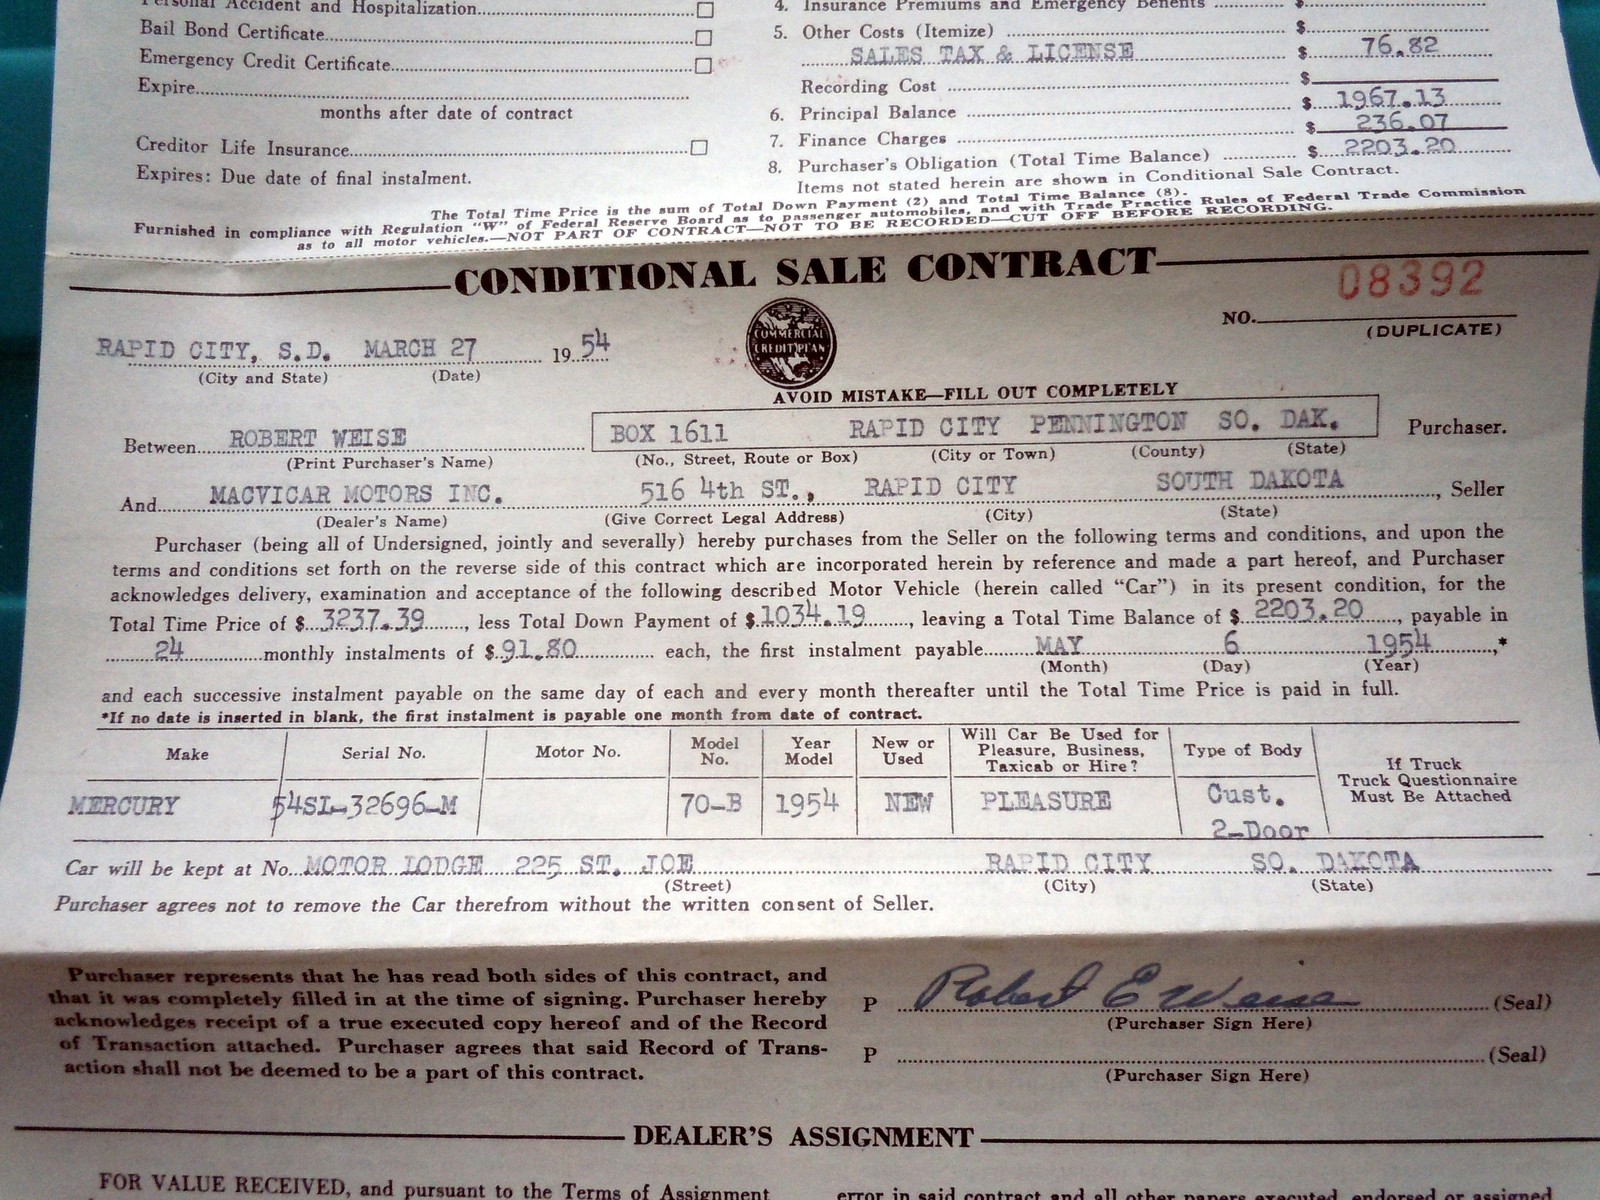 Personal Accident and Hospitalization
Bail Bond Certificate
Emergency Credit Certificate
Expire
months after date of contract
Creditor Life Insurance
Expires: Due date of final instalment.
4. Insurance Premiums and Emergency Benefits $
5. Other Costs (Itemize) $
SALES TAX & LICENSE $ 76.82
Recording Cost $
6. Principal Balance $ 1967.13
7. Finance Charges $ 236.07
8. Purchaser's Obligation (Total Time Balance) $ 2203.20
Items not stated herein are shown in Conditional Sale Contract.
The Total Time Price is the sum of Total Down Payment (2) and Total Time Balance (8).
Furnished in compliance with Regulation "W" of Federal Reserve Board as to passenger automobiles, and with Trade Practice Rules of Federal Trade Commission
as to all motor vehicles.—NOT PART OF CONTRACT—NOT TO BE RECORDED—CUT OFF BEFORE RECORDING.
CONDITIONAL SALE CONTRACT
08392
NO.
(DUPLICATE)
RAPID CITY, S.D. MARCH 27 1954
(City and State) (Date)
COMMERCIAL
CREDIT PLAN
AVOID MISTAKE—FILL OUT COMPLETELY
Between ROBERT WEISE BOX 1611 RAPID CITY PENNINGTON SO. DAK. Purchaser.
(Print Purchaser's Name) (No., Street, Route or Box) (City or Town) (County) (State)
And MACVICAR MOTORS INC. 516 4th ST., RAPID CITY SOUTH DAKOTA, Seller
(Dealer's Name) (Give Correct Legal Address) (City) (State)
Purchaser (being all of Undersigned, jointly and severally) hereby purchases from the Seller on the following terms and conditions, and upon the
terms and conditions set forth on the reverse side of this contract which are incorporated herein by reference and made a part hereof, and Purchaser
acknowledges delivery, examination and acceptance of the following described Motor Vehicle (herein called "Car") in its present condition, for the
Total Time Price of $ 3237.39, less Total Down Payment of $ 1034.19, leaving a Total Time Balance of $ 2203.20, payable in
24 monthly instalments of $ 91.80 each, the first instalment payable MAY 6 1954,*
(Month) (Day) (Year)
and each successive instalment payable on the same day of each and every month thereafter until the Total Time Price is paid in full.
*If no date is inserted in blank, the first instalment is payable one month from date of contract.
Make Serial No. Motor No. Model No. Year Model New or Used Will Car Be Used for Pleasure, Business, Taxicab or Hire? Type of Body If Truck Truck Questionnaire Must Be Attached
MERCURY 54SL-32696-M 70-B 1954 NEW PLEASURE Cust.
2-Door
Car will be kept at No. MOTOR LODGE 225 ST. JOE RAPID CITY SO. DAKOTA
(Street) (City) (State)
Purchaser agrees not to remove the Car therefrom without the written consent of Seller.
Purchaser represents that he has read both sides of this contract, and
that it was completely filled in at the time of signing. Purchaser hereby
acknowledges receipt of a true executed copy hereof and of the Record
of Transaction attached. Purchaser agrees that said Record of Trans-
action shall not be deemed to be a part of this contract.
P Robert E Weise (Seal)
(Purchaser Sign Here)
P (Seal)
(Purchaser Sign Here)
DEALER'S ASSIGNMENT
FOR VALUE RECEIVED, and pursuant to the Terms of Assignment
error in said contract and all other papers executed, endorsed or assigned